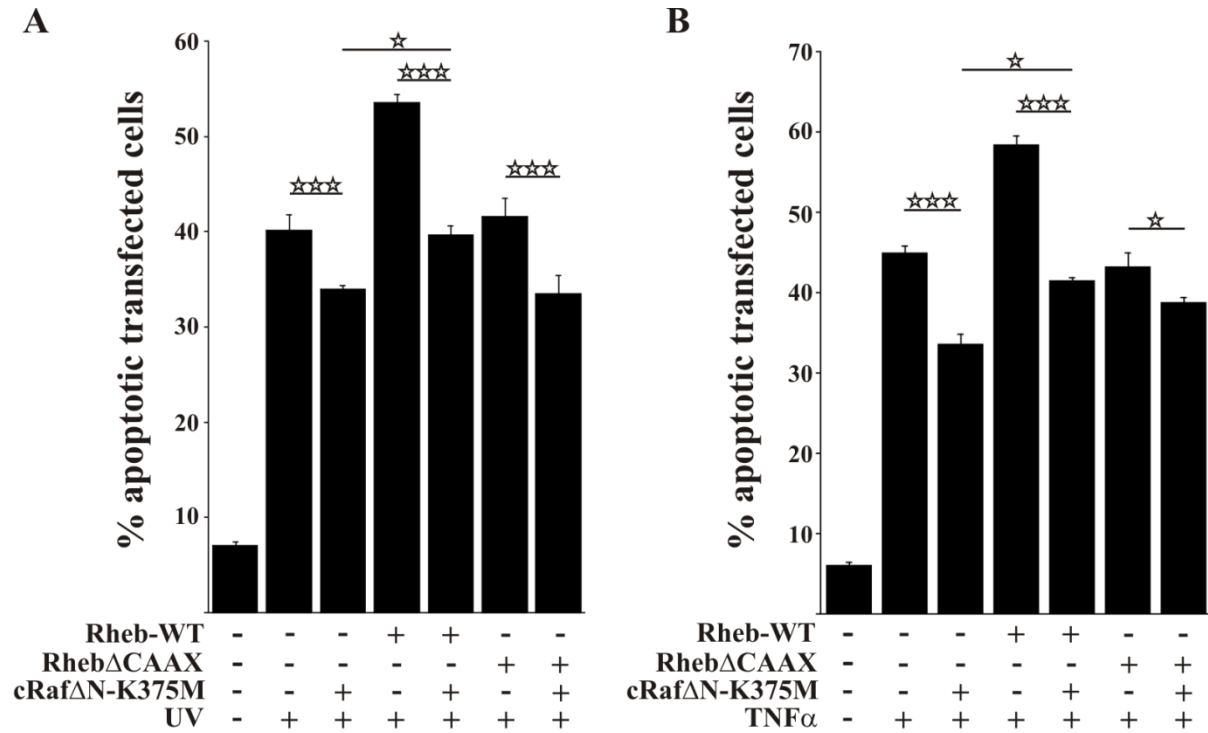 A
% apoptotic transfected cells
60
50
40
30
20
10
☆
☆☆☆
☆☆☆
☆☆☆
Rheb-WT - - - + + - -
RhebΔCAAX - - - - - + +
cRafΔN-K375M - - + - + - +
UV - + + + + + +
B
% apoptotic transfected cells
70
60
50
40
30
20
10
☆
☆☆☆
☆☆☆
☆
Rheb-WT - - - + + - -
RhebΔCAAX - - - - - + +
cRafΔN-K375M - - + - + - +
TNFα - + + + + + +